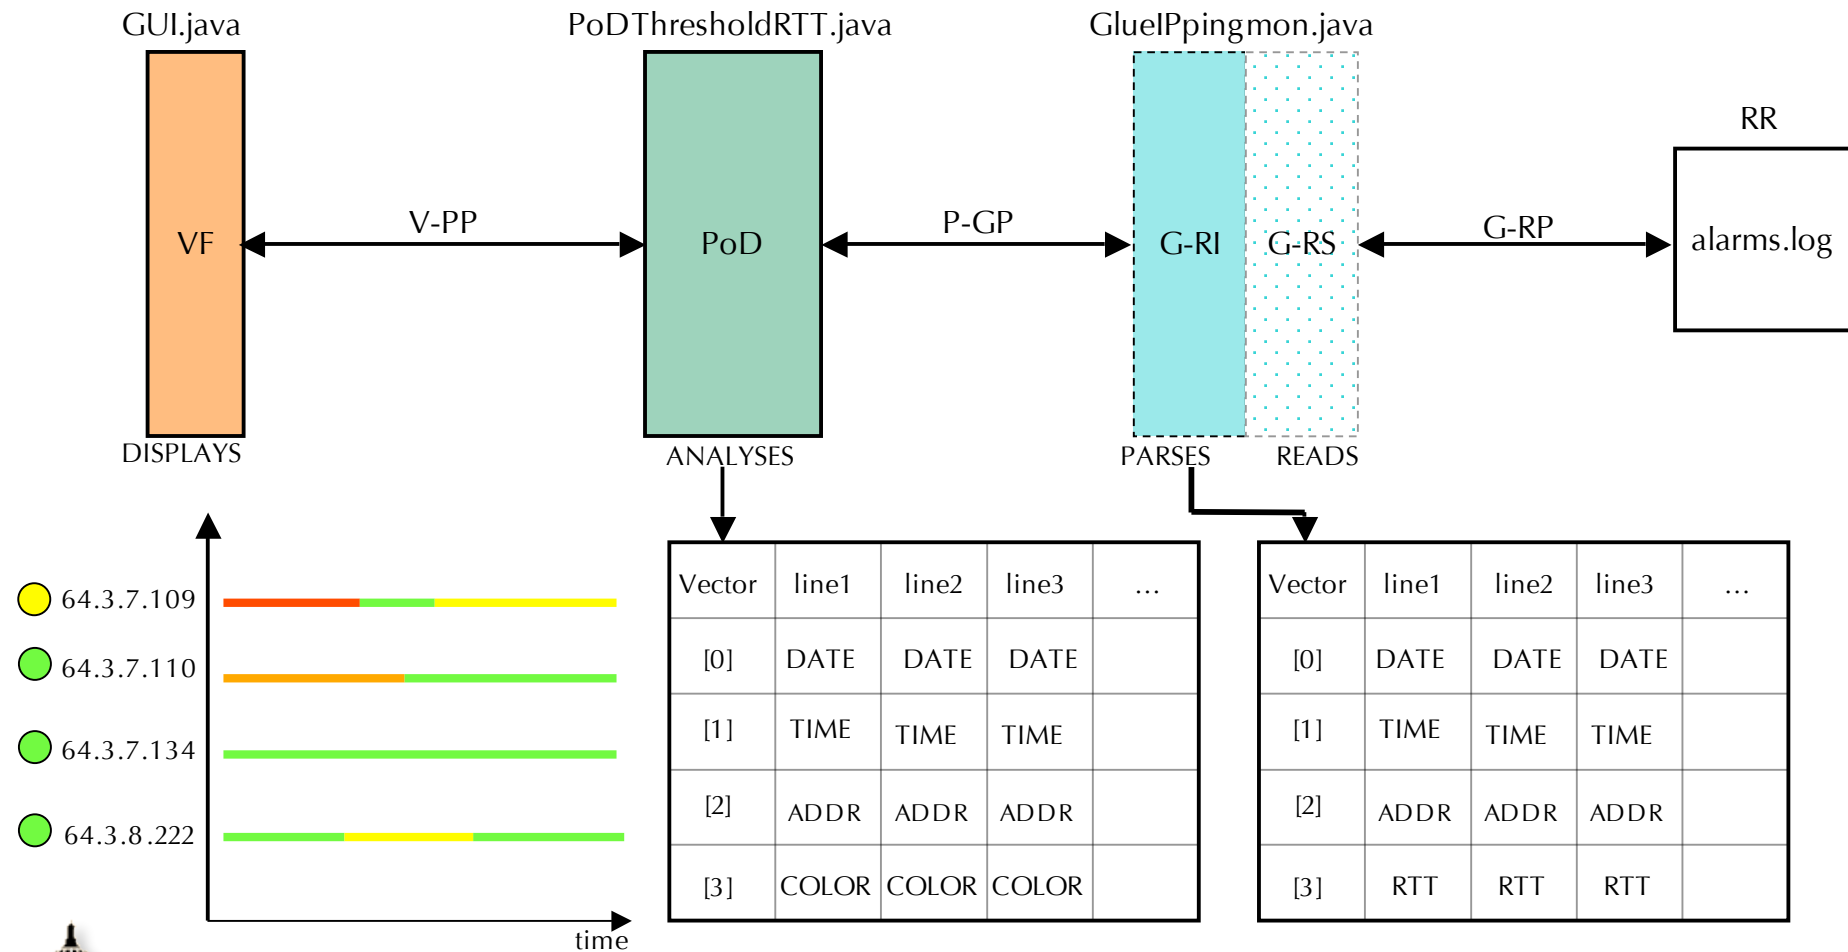 GUI.java
PoDThresholdRTT.java
GlueIPpingmon.java
RR
VF
V-PP
PoD
P-GP
G-RI
G-RS
G-RP
alarms.log
DISPLAYS
ANALYSES
PARSES
READS
64.3.7.109
64.3.7.110
64.3.7.134
64.3.8.222
time
Vector line1 line2 line3 ...
[0] DATE DATE DATE
[1] TIME TIME TIME
[2] ADDR ADDR ADDR
[3] COLOR COLOR COLOR
Vector line1 line2 line3 ...
[0] DATE DATE DATE
[1] TIME TIME TIME
[2] ADDR ADDR ADDR
[3] RTT RTT RTT